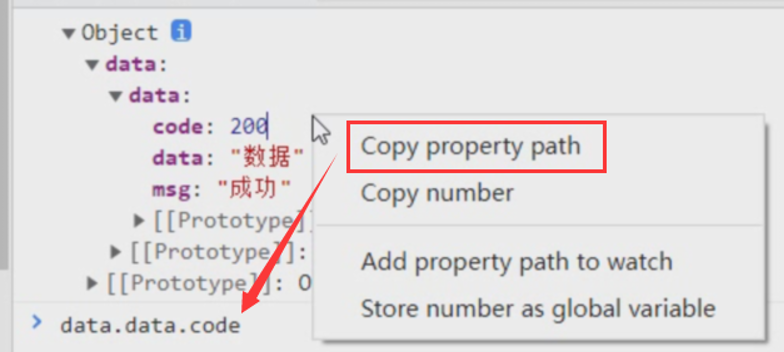 Object i
data:
data:
code: 200
data: "数据"
msg: "成功"
[[Prototype]]
[[Prototype]]:
[[Prototype]]: O
data.data.code
Copy property path
Copy number
Add property path to watch
Store number as global variable